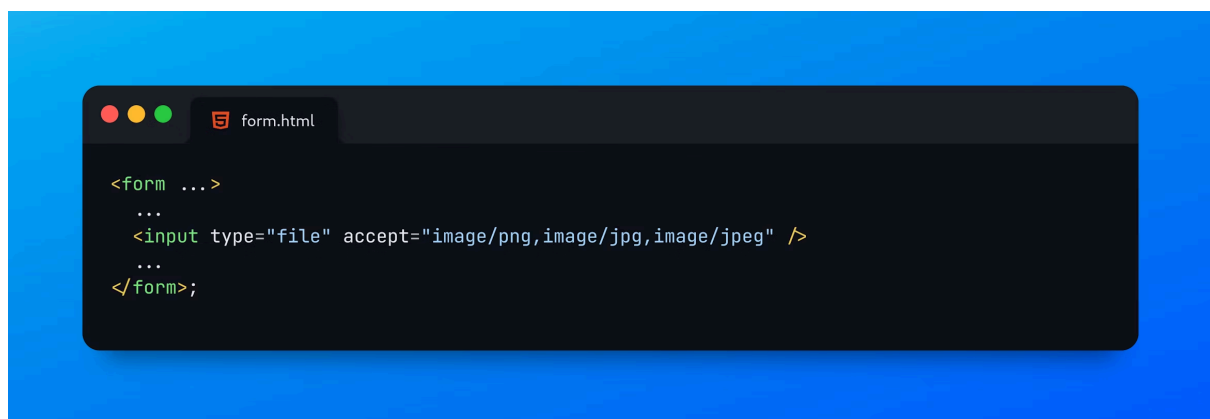 form.html
<form ...>
...
<input type="file" accept="image/png,image/jpg,image/jpeg" />
...
</form>;